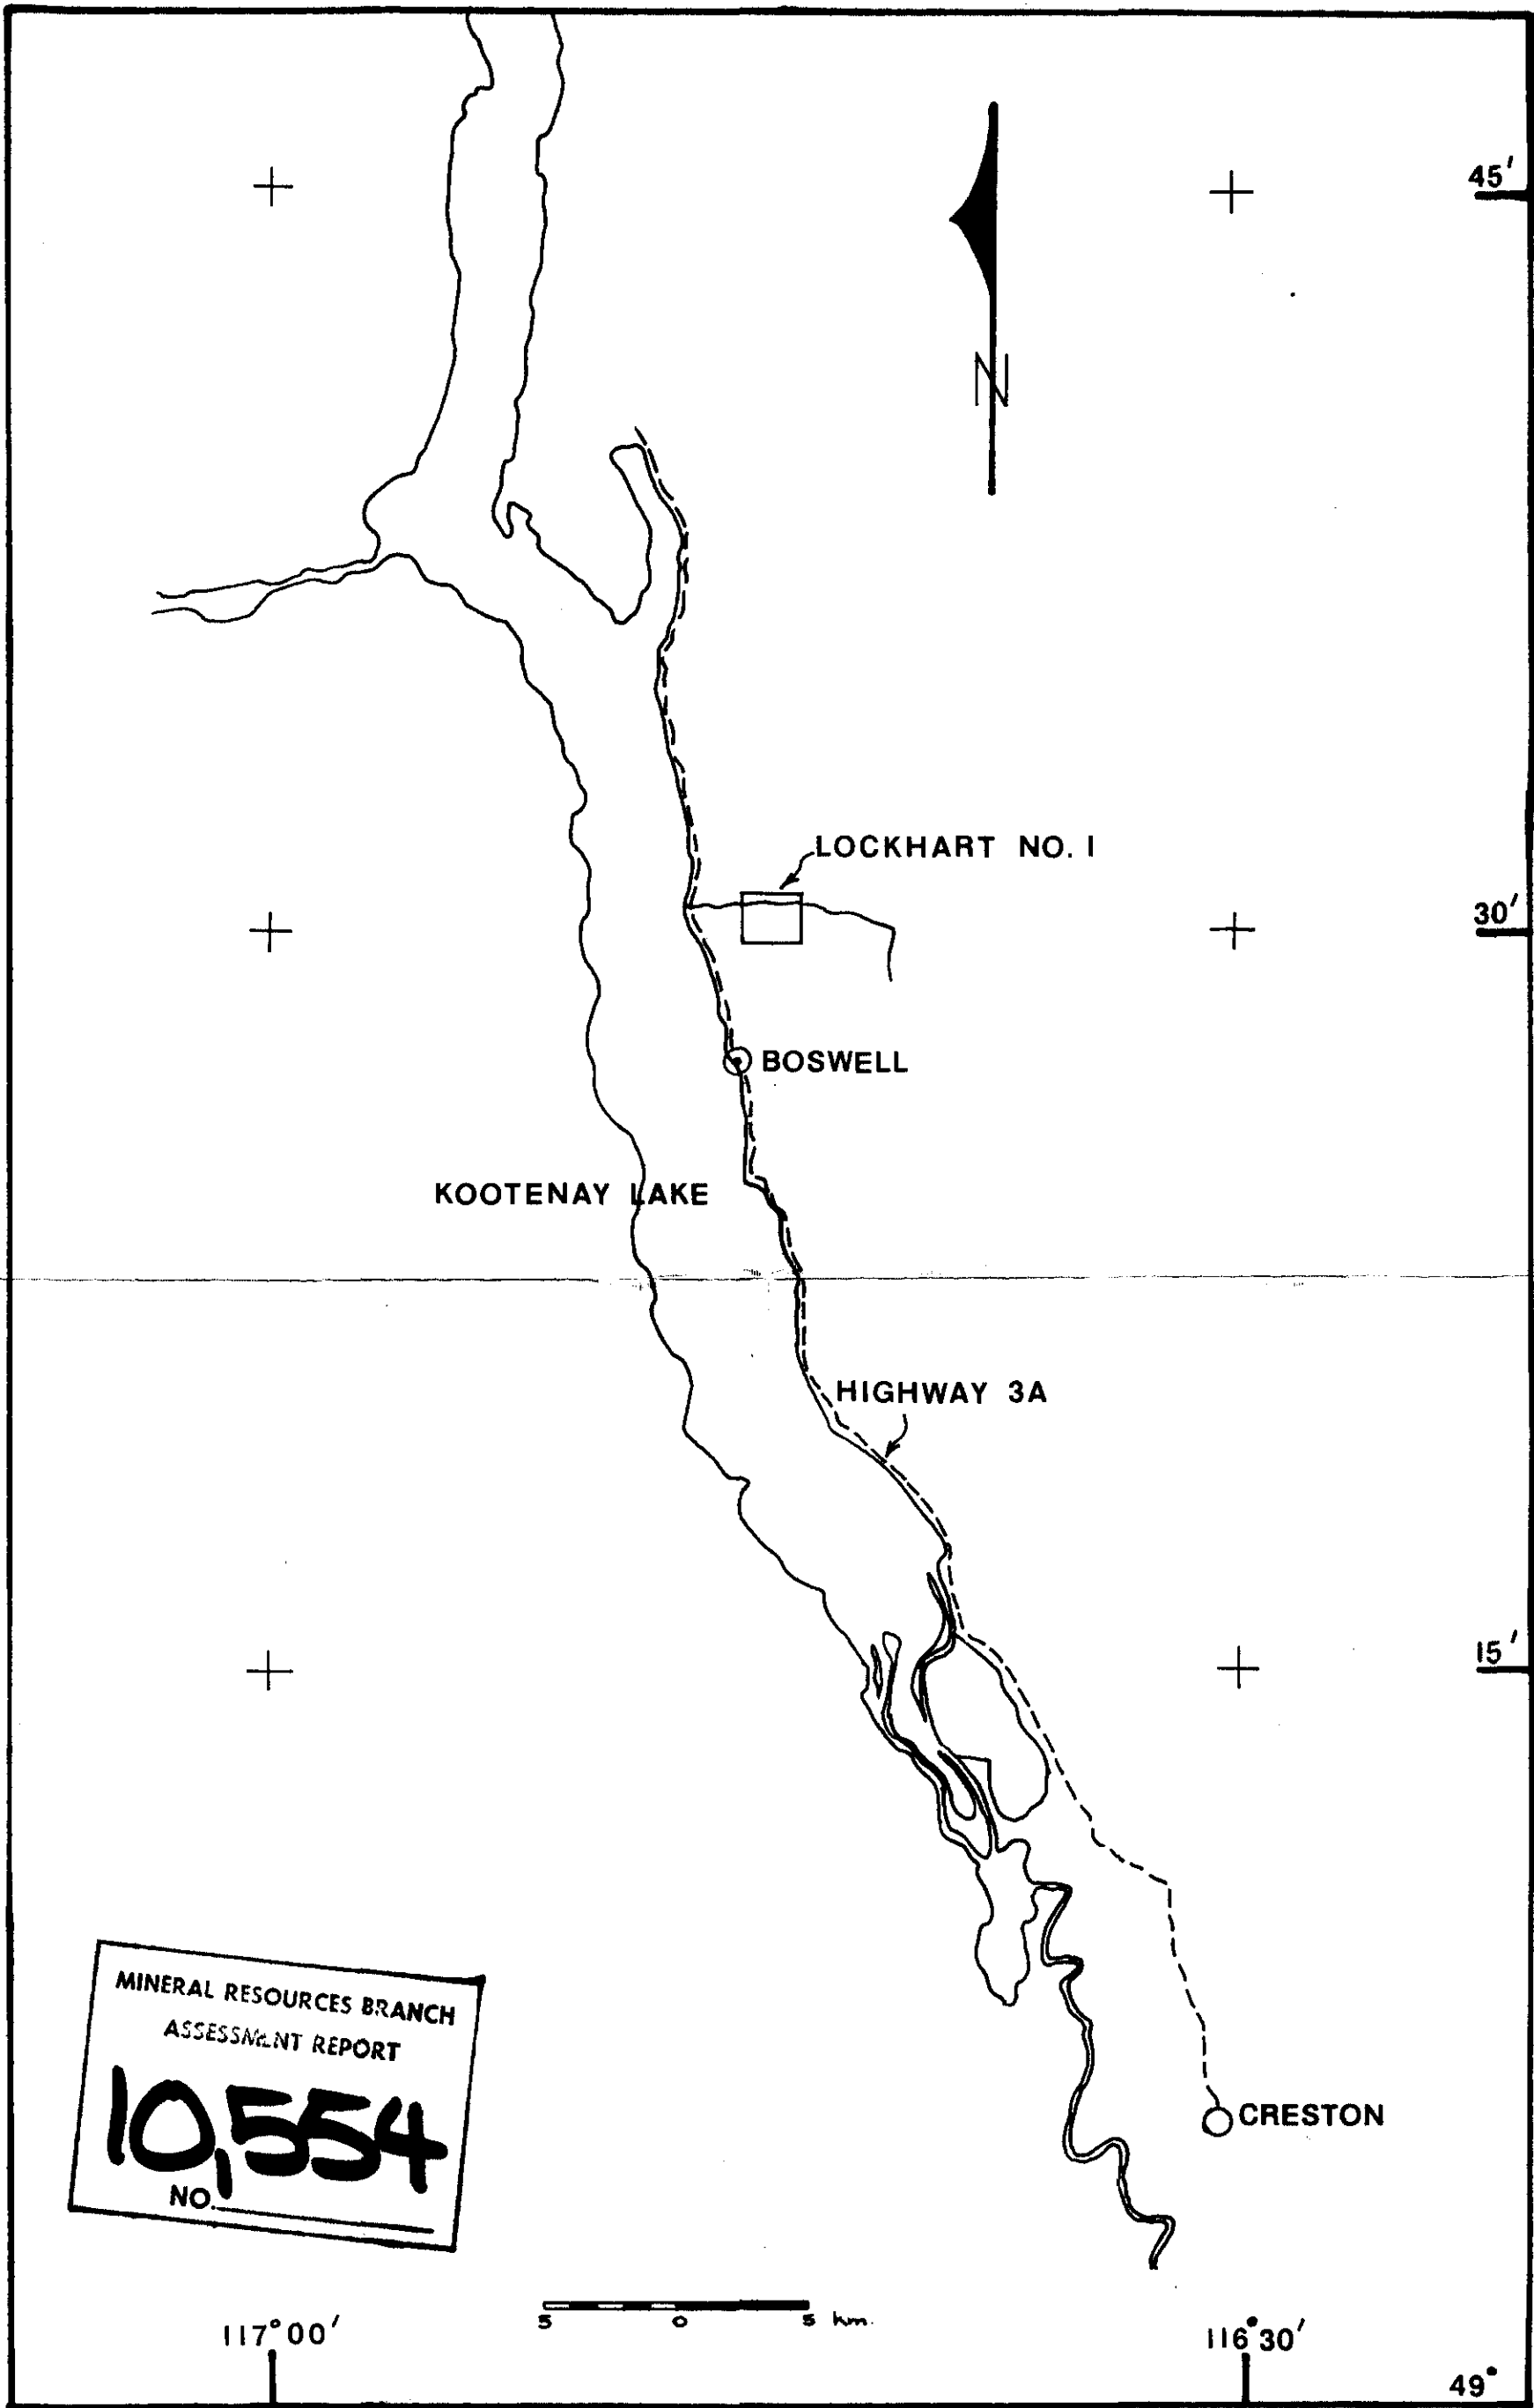 45'
N
LOCKHART NO. 1
30'
BOSWELL
KOOTENAY LAKE
HIGHWAY 3A
15'
MINERAL RESOURCES BRANCH
ASSESSMENT REPORT
10,554
NO.
CRESTON
5 0 5 km.
117°00'
116°30'
49°